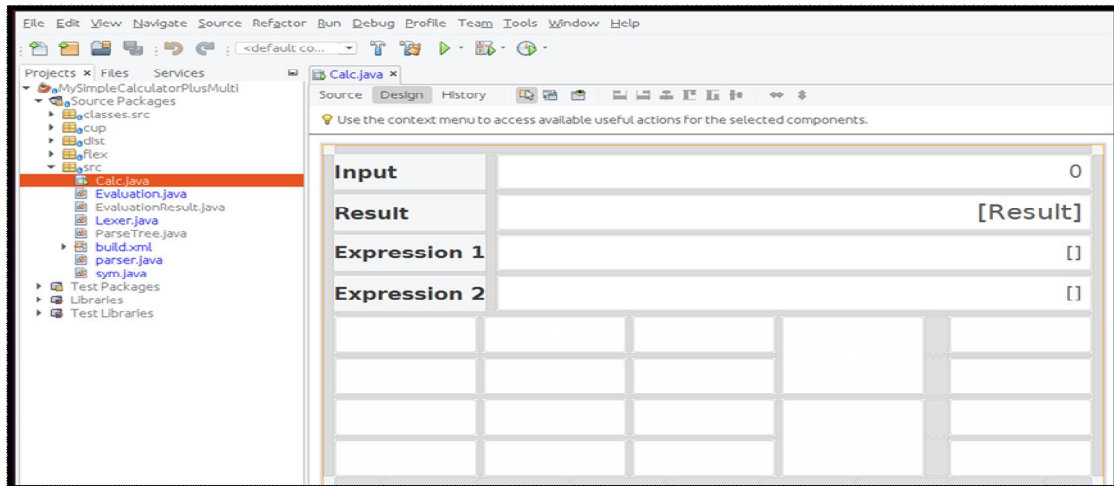 File Edit View Navigate Source Refactor Run Debug Profile Team Tools Window Help
<default co...
Projects × Files Services
Calc.java ×
MySimpleCalculatorPlusMulti
Source Packages
classes.src
cup
dist
flex
src
Calc.java
Evaluation.java
EvaluationResult.java
Lexer.java
ParseTree.java
build.xml
parser.java
sym.java
Test Packages
Libraries
Test Libraries
Source Design History
Use the context menu to access available useful actions for the selected components.
Input 0
Result [Result]
Expression 1 []
Expression 2 []